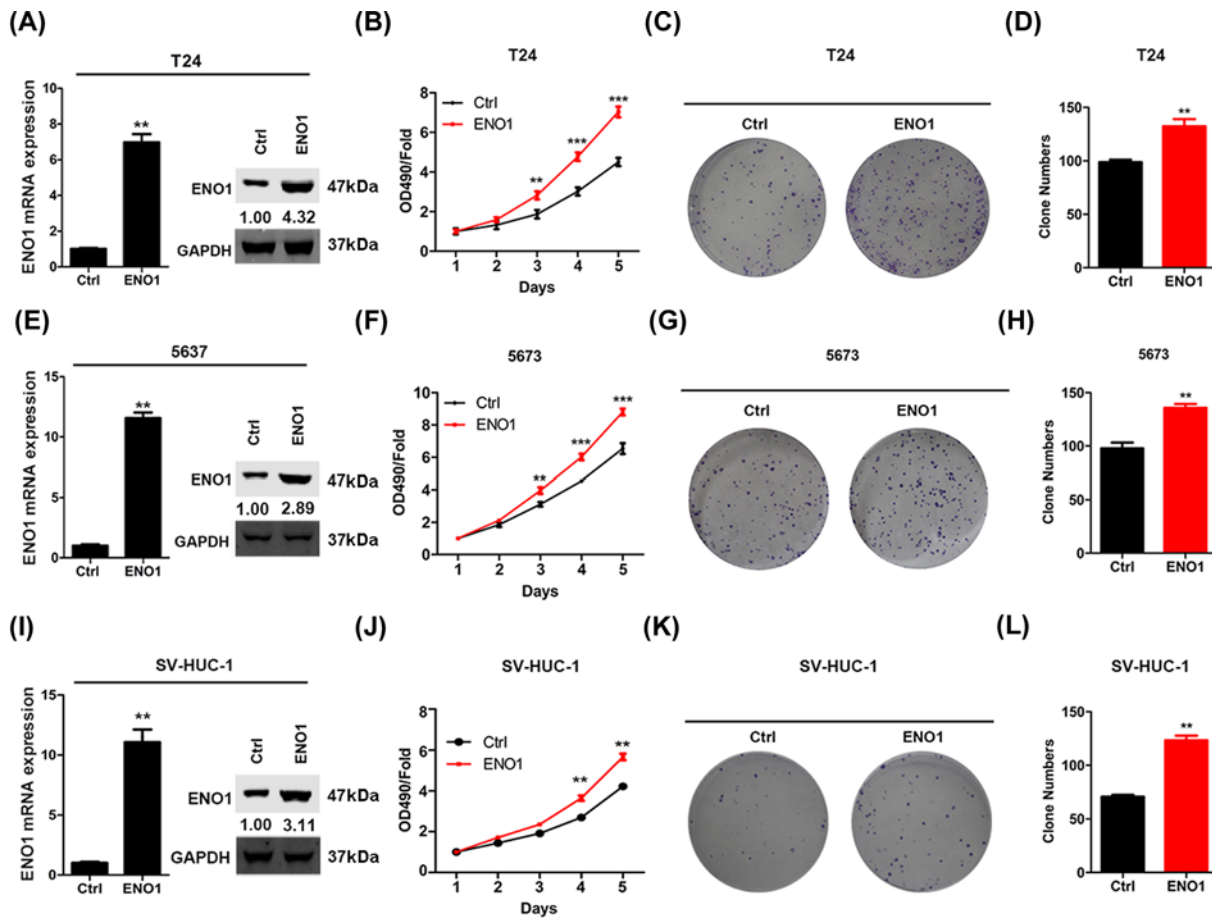 (A)
T24
ENO1 mRNA expression
8
6
4
2
0
**
Ctrl
ENO1
Ctrl
ENO1
ENO1
47kDa
1.00 4.32
GAPDH
37kDa
(B)
T24
OD490/Fold
8
6
4
2
0
Ctrl
ENO1
**
***
***
1 2 3 4 5
Days
(C)
T24
Ctrl
ENO1
(D)
T24
Clone Numbers
150
100
50
0
**
Ctrl
ENO1
(E)
5637
ENO1 mRNA expression
15
10
5
0
**
Ctrl
ENO1
Ctrl
ENO1
ENO1
47kDa
1.00 2.89
GAPDH
37kDa
(F)
5673
OD490/Fold
10
8
6
4
2
0
Ctrl
ENO1
**
***
***
1 2 3 4 5
Days
(G)
5673
Ctrl
ENO1
(H)
5673
Clone Numbers
150
100
50
0
**
Ctrl
ENO1
(I)
SV-HUC-1
ENO1 mRNA expression
15
10
5
0
**
Ctrl
ENO1
Ctrl
ENO1
ENO1
47kDa
1.00 3.11
GAPDH
37kDa
(J)
SV-HUC-1
OD490/Fold
8
6
4
2
0
Ctrl
ENO1
**
**
1 2 3 4 5
Days
(K)
SV-HUC-1
Ctrl
ENO1
(L)
SV-HUC-1
Clone Numbers
150
100
50
0
**
Ctrl
ENO1